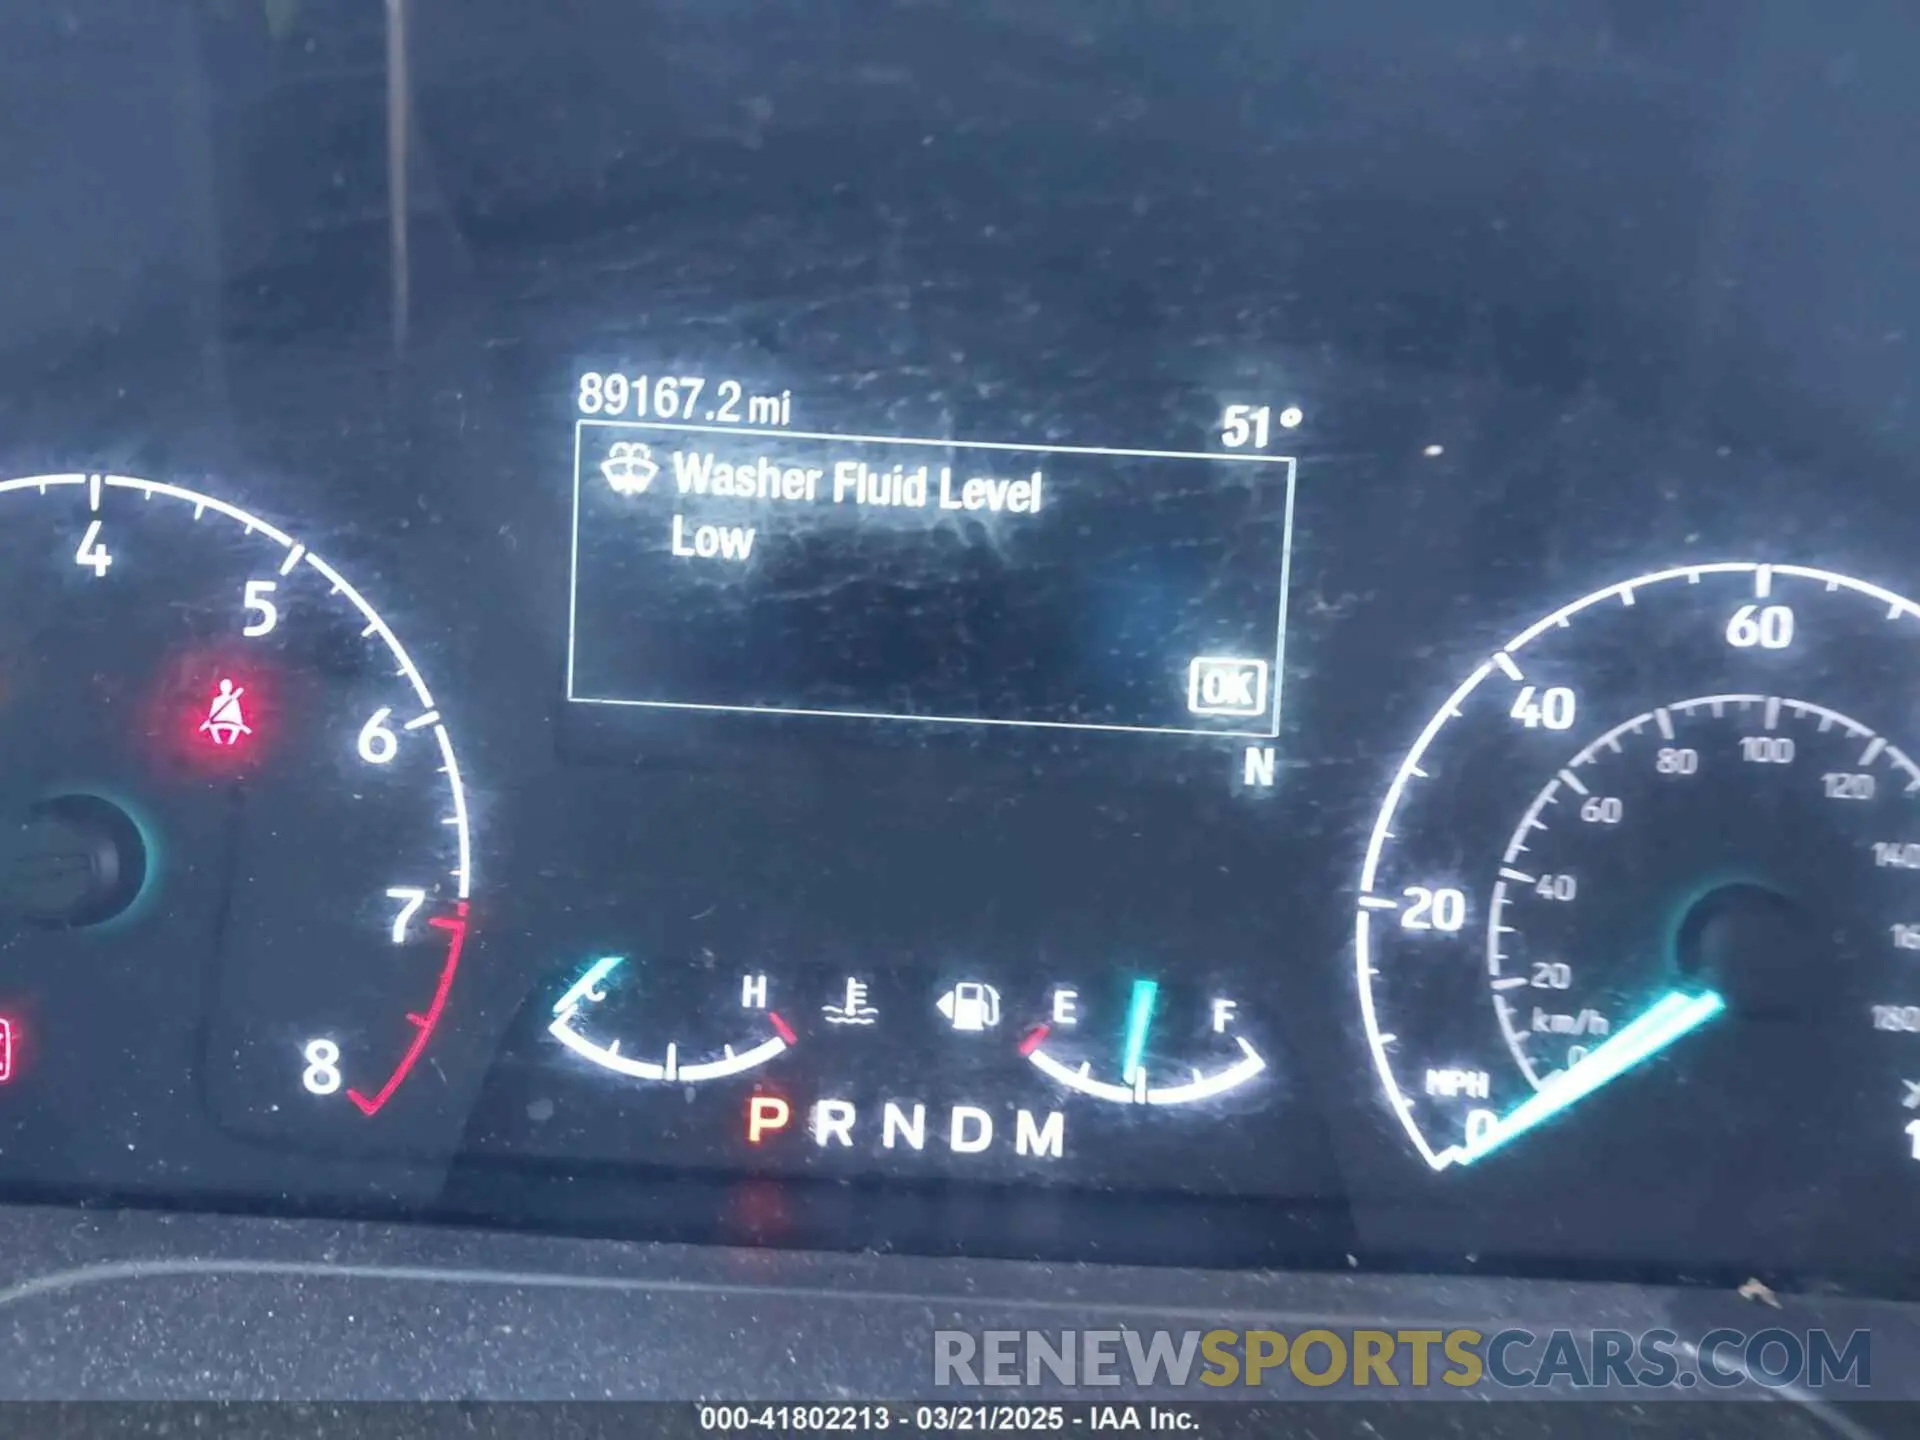 89167.2 mi
51°
Washer Fluid Level
Low
OK
N
4
5
6
7
8
C
H
E
F
P R N D M
60
40
20
0
MPH
80
100
120
60
140
40
20
180
km/h
RENEWSPORTSCARS.COM
000-41802213 - 03/21/2025 - IAA Inc.